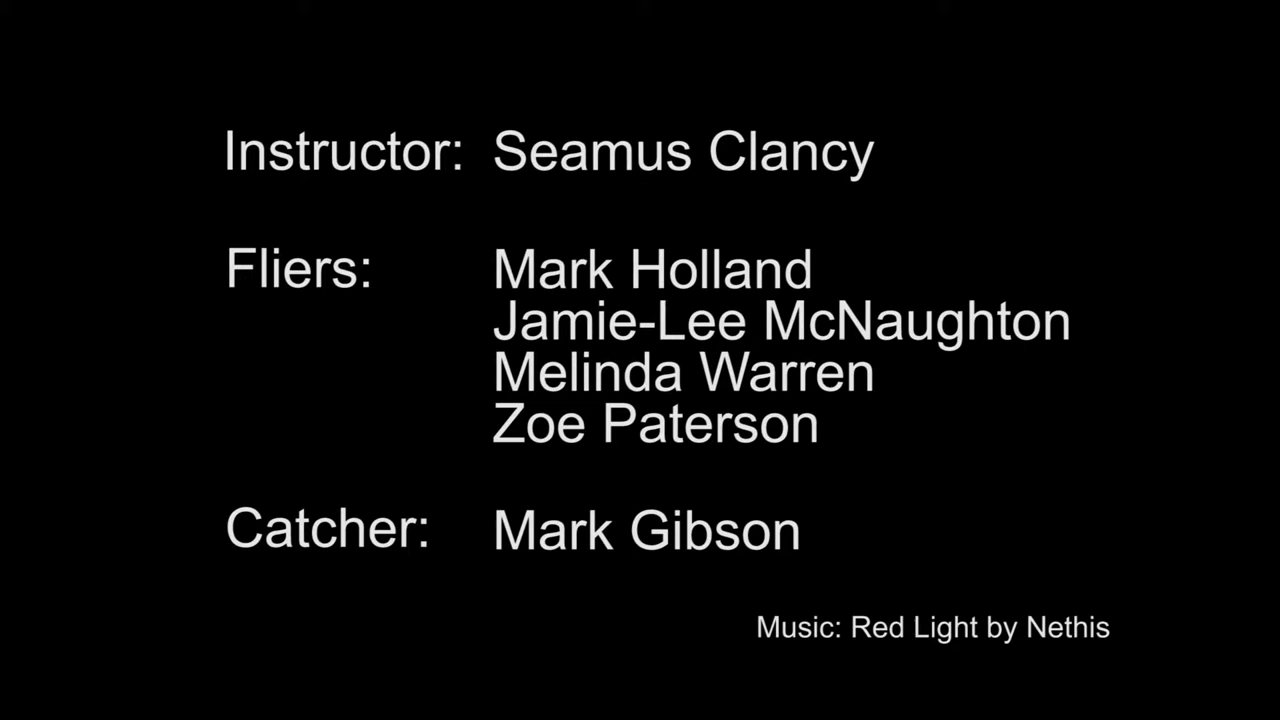 Instructor: Seamus Clancy
Fliers: Mark Holland
Jamie-Lee McNaughton
Melinda Warren
Zoe Paterson
Catcher: Mark Gibson
Music: Red Light by Nethis